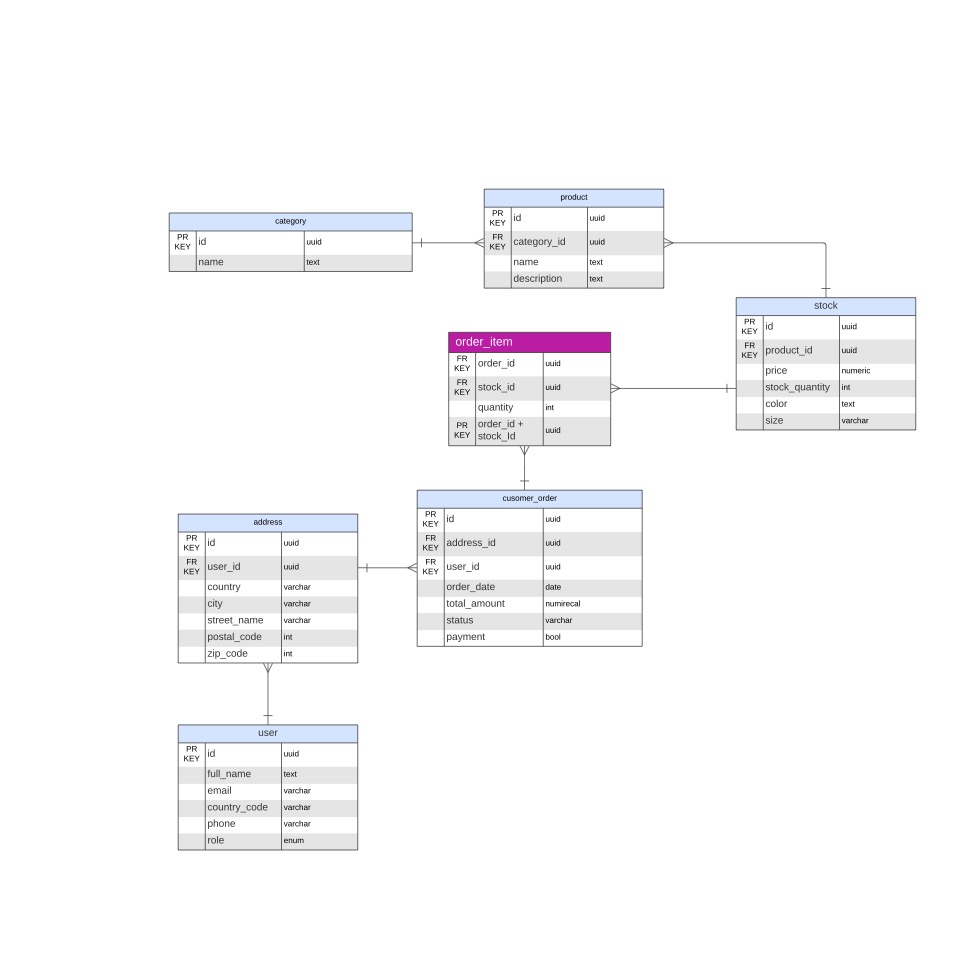 product
PR KEY id uuid
FR KEY category_id uuid
name text
description text
category
PR KEY id uuid
name text
stock
PR KEY id uuid
FR KEY product_id uuid
price numeric
stock_quantity int
color text
size varchar
order_item
FR KEY order_id uuid
FR KEY stock_id uuid
quantity int
PR KEY order_id + stock_Id uuid
cusomer_order
PR KEY id uuid
FR KEY address_id uuid
FR KEY user_id uuid
order_date date
total_amount numirecal
status varchar
payment bool
address
PR KEY id uuid
FR KEY user_id uuid
country varchar
city varchar
street_name varchar
postal_code int
zip_code int
user
PR KEY id uuid
full_name text
email varchar
country_code varchar
phone varchar
role enum